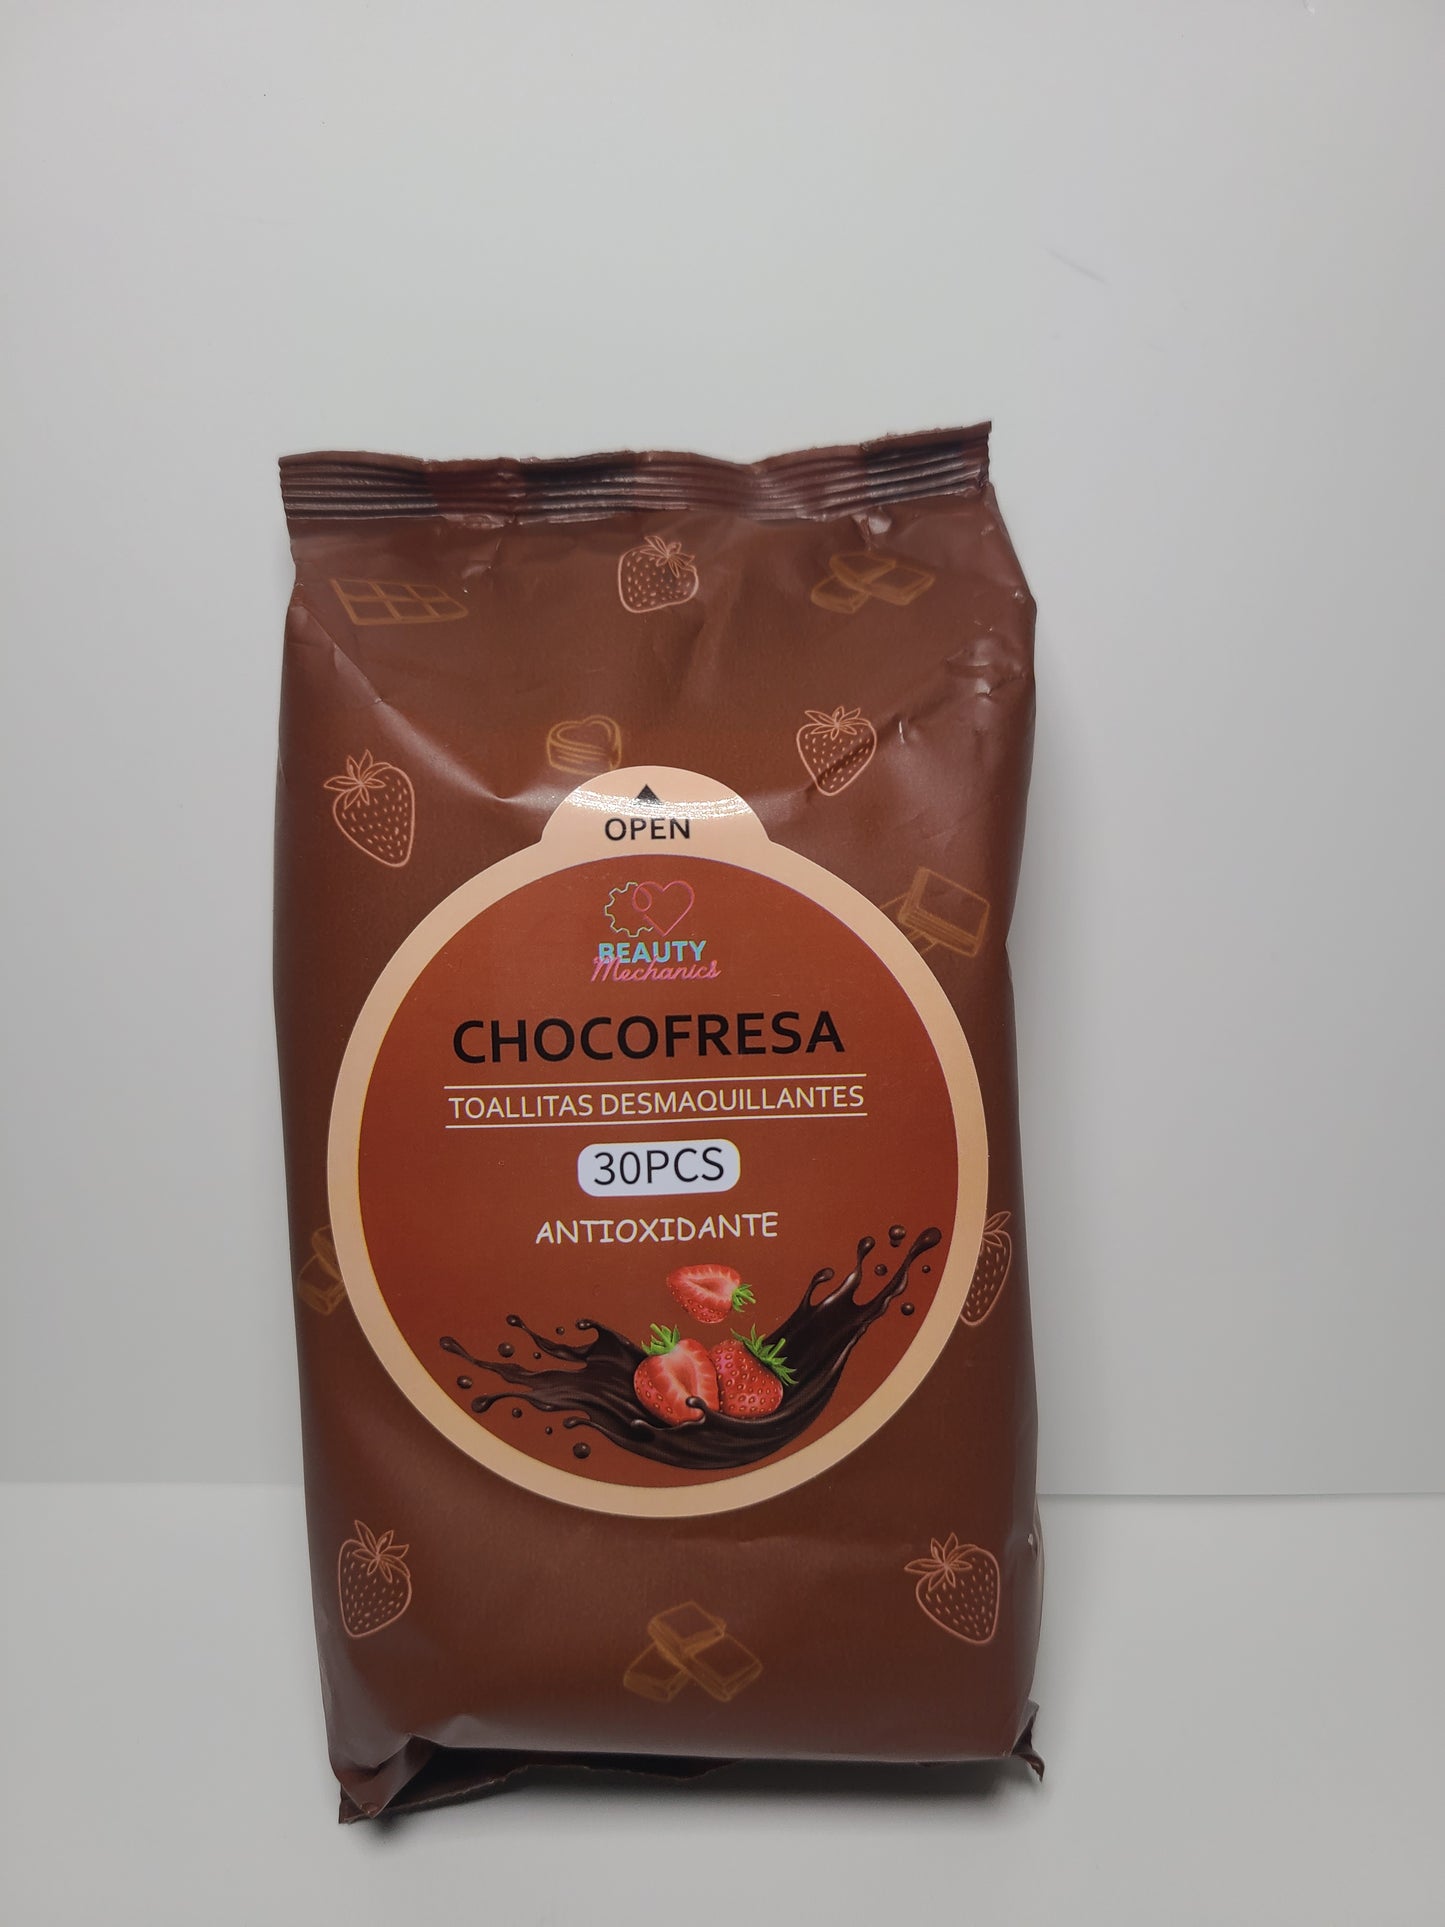 OPEN
BEAUTY
Mechanics
CHOCOFRESA
TOALLITAS DESMAQUILLANTES
30PCS
ANTIOXIDANTE